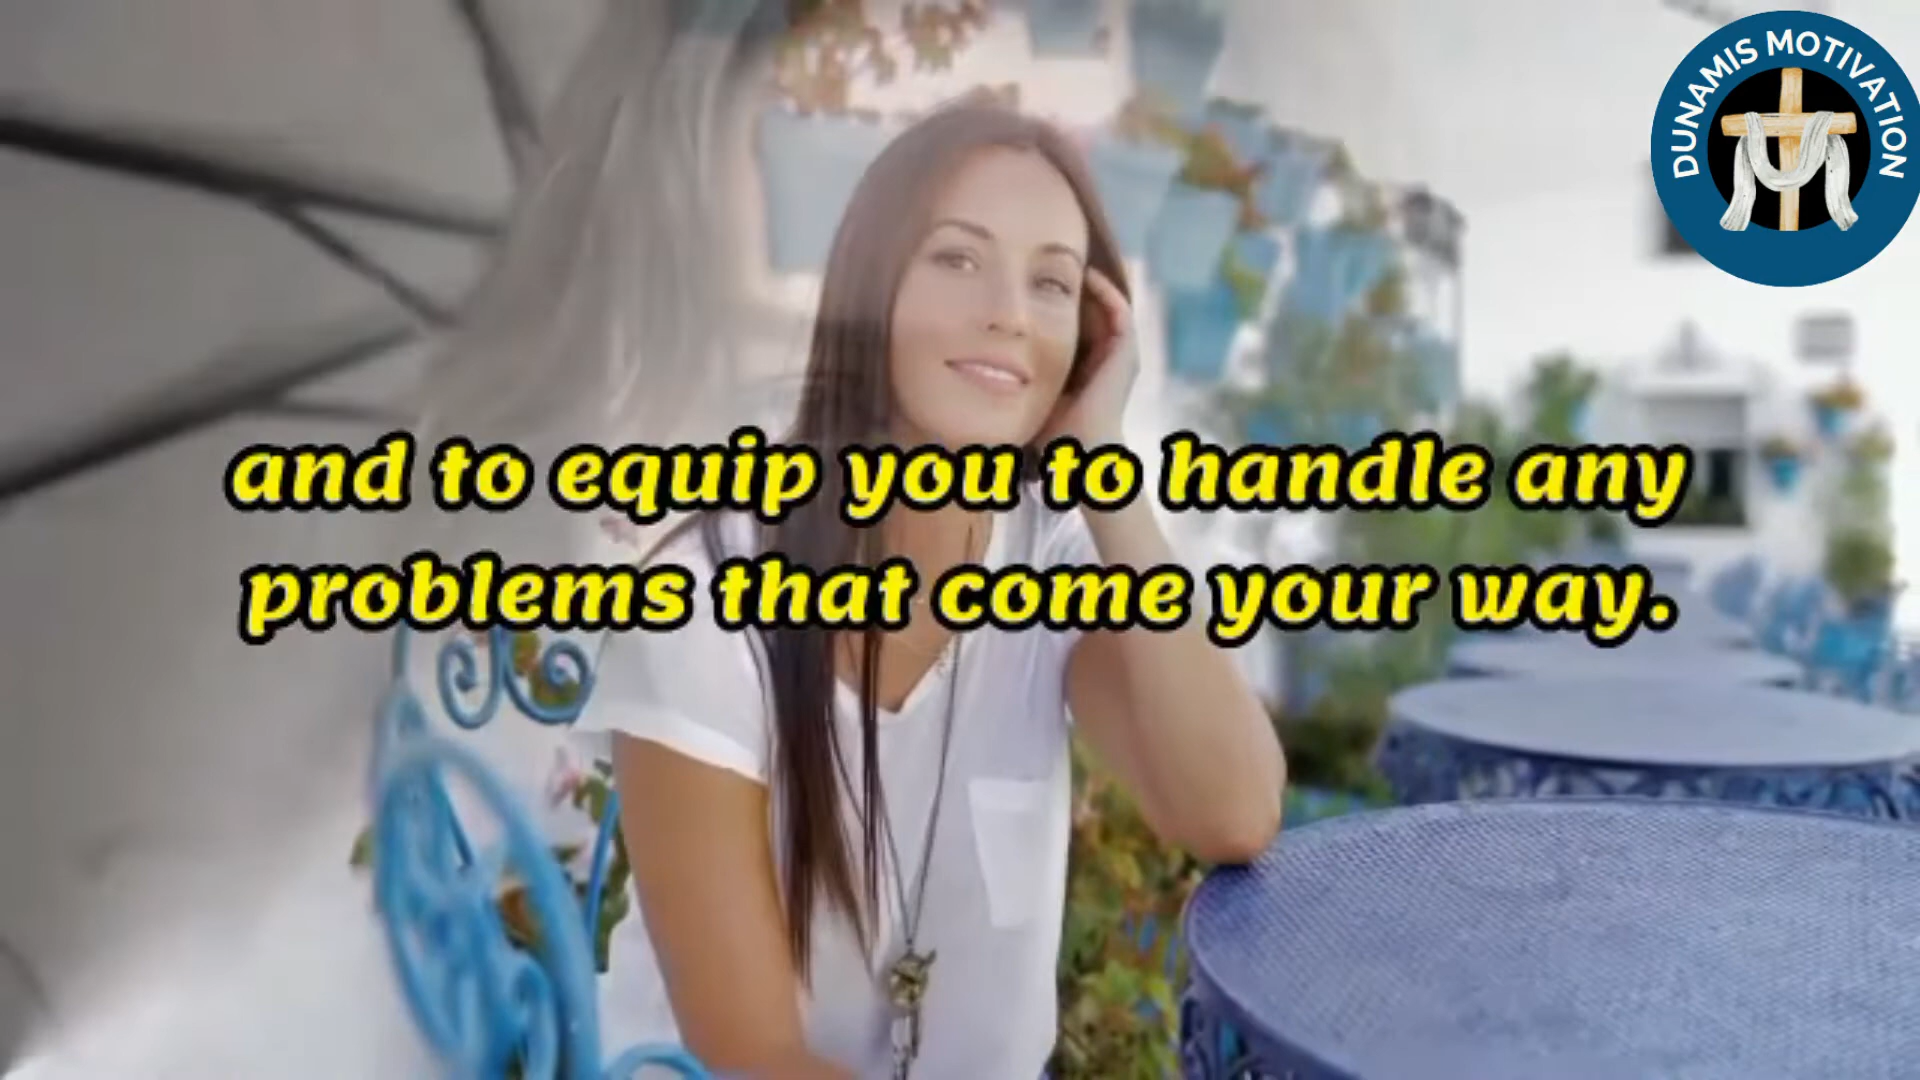 DUNAMIS MOTIVATION
and to equip you to handle any
problems that come your way.